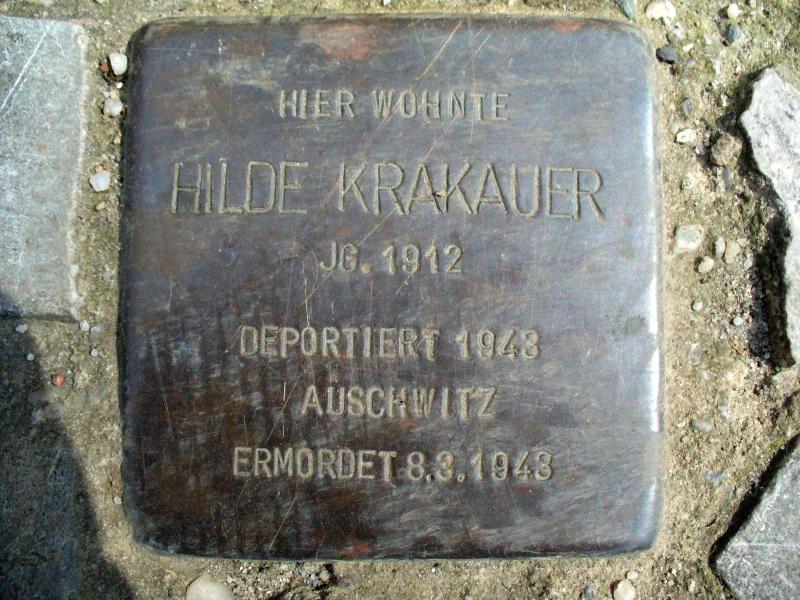 HIER WOHNTE
HILDE KRAKAUER
JG. 1912
DEPORTIERT 1943
AUSCHWITZ
ERMORDET 8.3.1943